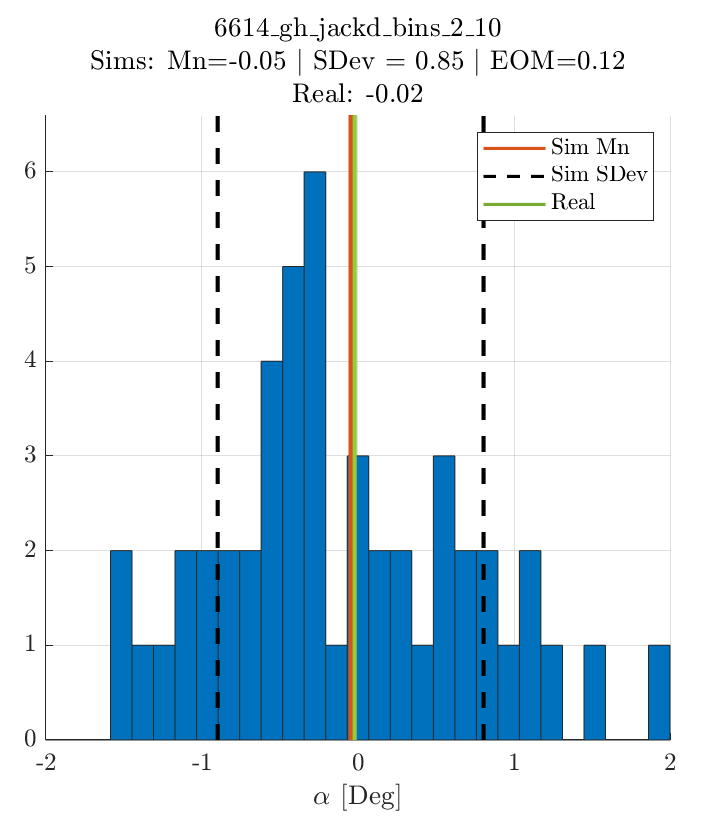 6614_gh_jackd_bins_2_10
Sims: Mn=-0.05 | SDev = 0.85 | EOM=0.12
Real: -0.02
Sim Mn
Sim SDev
Real
6
5
4
3
2
1
0
-2 -1 0 1 2
α [Deg]